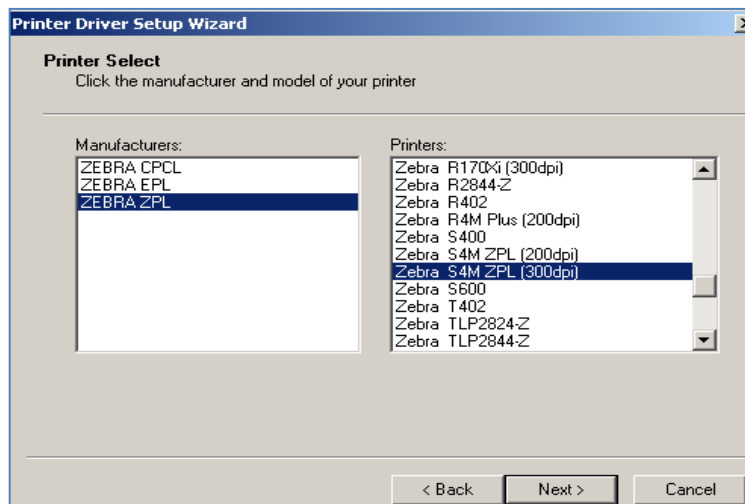 Printer Driver Setup Wizard
Printer Select
Click the manufacturer and model of your printer
Manufacturers:
ZEBRA CPCL
ZEBRA EPL
ZEBRA ZPL
Printers:
Zebra R170Xi (300dpi)
Zebra R2844-Z
Zebra R402
Zebra R4M Plus (200dpi)
Zebra S400
Zebra S4M ZPL (200dpi)
Zebra S4M ZPL (300dpi)
Zebra S600
Zebra T402
Zebra TLP2824-Z
Zebra TLP2844-Z
< Back
Next >
Cancel